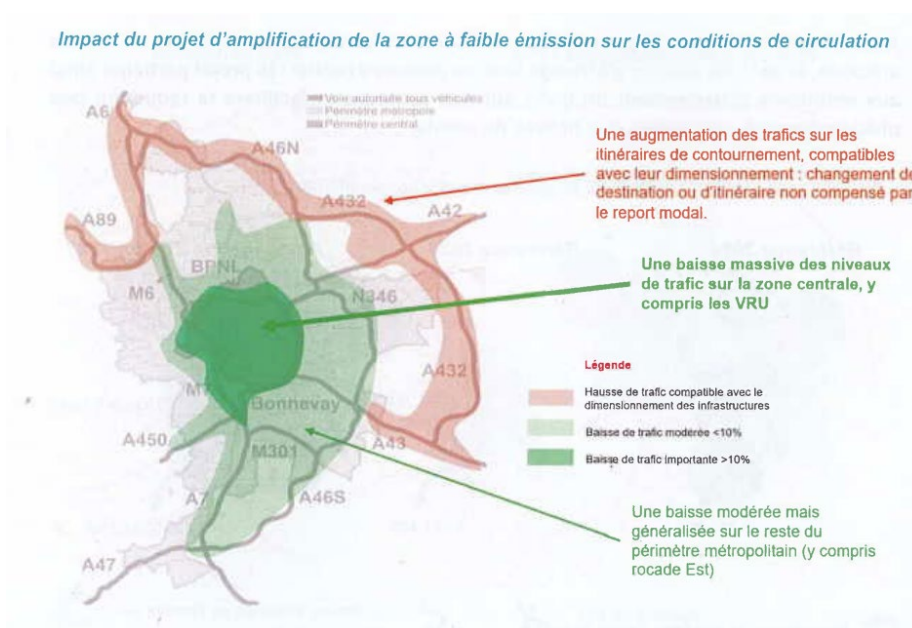 Impact du projet d'amplification de la zone à faible émission sur les conditions de circulation
Voie autorisée tous véhicules
Périmètre métropole
Périmètre
A6
A46N
Une augmentation des trafics sur les
itinéraires de contournement, compatibles
avec leur dimensionnement : changement de
destination ou d'itinéraire non compensé par
le report modal.
A432
A42
A89
BPNL
Une baisse massive des niveaux
de trafic sur la zone centrale, y
compris les VRU
M6
N346
Légende
A432
Hausse de trafic compatible avec le
dimensionnement des infrastructures
M7
Bonnevay
Baisse de trafic modérée <10%
A450
A43
M301
Baisse de trafic importante >10%
A7
A46S
Une baisse modérée mais
généralisée sur le reste du
périmètre métropolitain (y compris
rocade Est)
A47